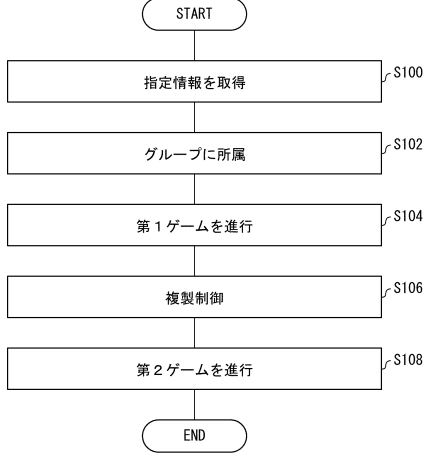 START
指定情報を取得
S100
グループに所属
S102
第１ゲームを進行
S104
複製制御
S106
第２ゲームを進行
S108
END